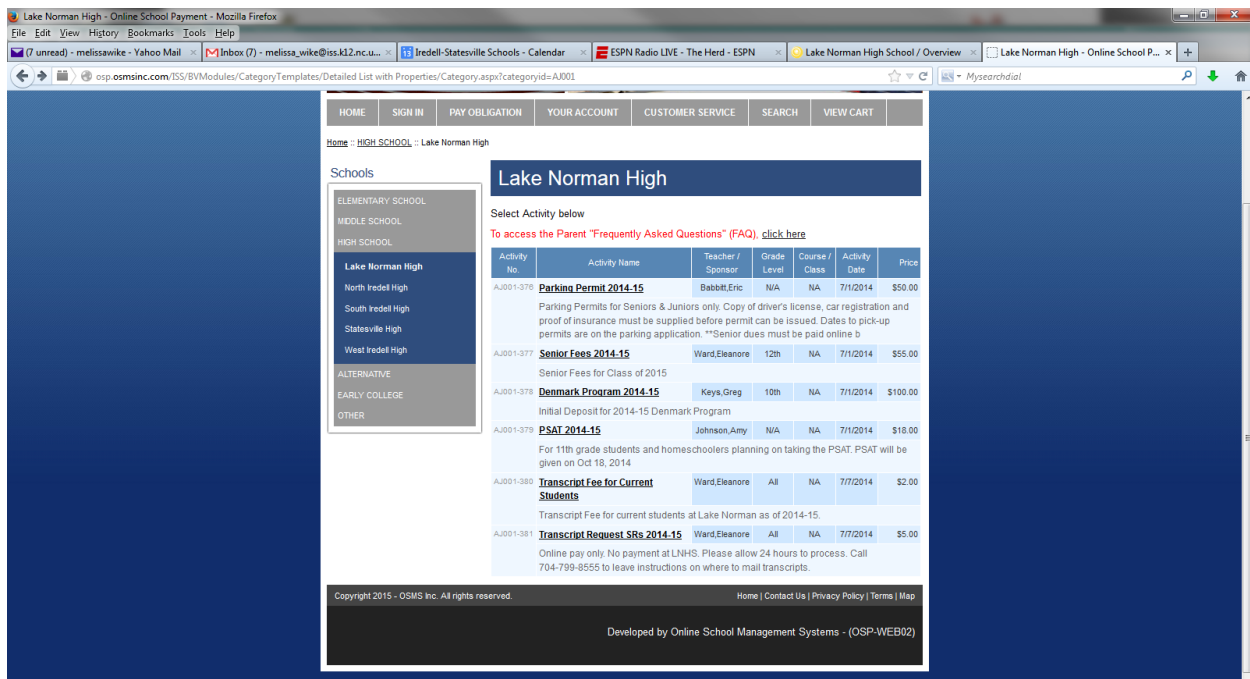 Lake Norman High - Online School Payment - Mozilla Firefox
File Edit View History Bookmarks Tools Help
(7 unread) - melissawike - Yahoo Mail × Inbox (7) - melissa_wike@iss.k12.nc.u... × 13 Iredell-Statesville Schools - Calendar × ESPN Radio LIVE - The Herd - ESPN × Lake Norman High School / Overview × Lake Norman High - Online School P... × +
osp.osmsinc.com/ISS/BVModules/CategoryTemplates/Detailed List with Properties/Category.aspx?categoryid=AJ001 Mysearchdial
HOME SIGN IN PAY OBLIGATION YOUR ACCOUNT CUSTOMER SERVICE SEARCH VIEW CART
Home :: HIGH SCHOOL :: Lake Norman High
Schools
ELEMENTARY SCHOOL
MIDDLE SCHOOL
HIGH SCHOOL
Lake Norman High
North Iredell High
South Iredell High
Statesville High
West Iredell High
ALTERNATIVE
EARLY COLLEGE
OTHER
Lake Norman High
Select Activity below
To access the Parent "Frequently Asked Questions" (FAQ), click here
Activity No. Activity Name Teacher / Sponsor Grade Level Course / Class Activity Date Price
AJ001-376 Parking Permit 2014-15 Babbitt,Eric N/A NA 7/1/2014 $50.00
Parking Permits for Seniors & Juniors only. Copy of driver's license, car registration and
proof of insurance must be supplied before permit can be issued. Dates to pick-up
permits are on the parking application. **Senior dues must be paid online b
AJ001-377 Senior Fees 2014-15 Ward,Eleanore 12th NA 7/1/2014 $55.00
Senior Fees for Class of 2015
AJ001-378 Denmark Program 2014-15 Keys,Greg 10th NA 7/1/2014 $100.00
Initial Deposit for 2014-15 Denmark Program
AJ001-379 PSAT 2014-15 Johnson,Amy N/A NA 7/1/2014 $18.00
For 11th grade students and homeschoolers planning on taking the PSAT. PSAT will be
given on Oct 18, 2014
AJ001-380 Transcript Fee for Current Ward,Eleanore All NA 7/7/2014 $2.00
Students
Transcript Fee for current students at Lake Norman as of 2014-15.
AJ001-381 Transcript Request SRs 2014-15 Ward,Eleanore All NA 7/7/2014 $5.00
Online pay only. No payment at LNHS. Please allow 24 hours to process. Call
704-799-8555 to leave instructions on where to mail transcripts.
Copyright 2015 - OSMS Inc. All rights reserved. Home | Contact Us | Privacy Policy | Terms | Map
Developed by Online School Management Systems - (OSP-WEB02)